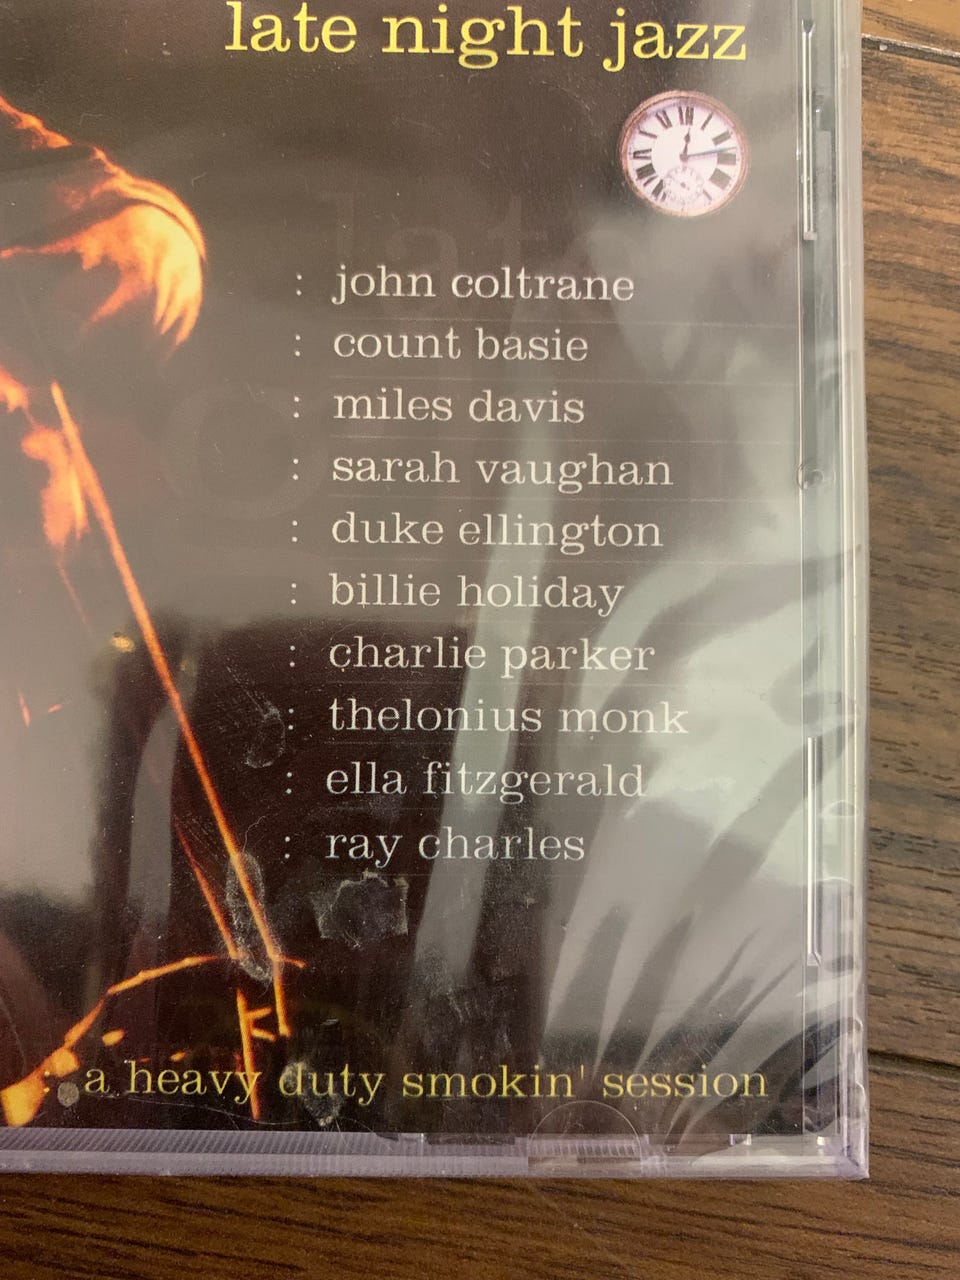 late night jazz
: john coltrane
: count basie
: miles davis
: sarah vaughan
: duke ellington
: billie holiday
: charlie parker
: thelonius monk
: ella fitzgerald
: ray charles
: a heavy duty smokin' session